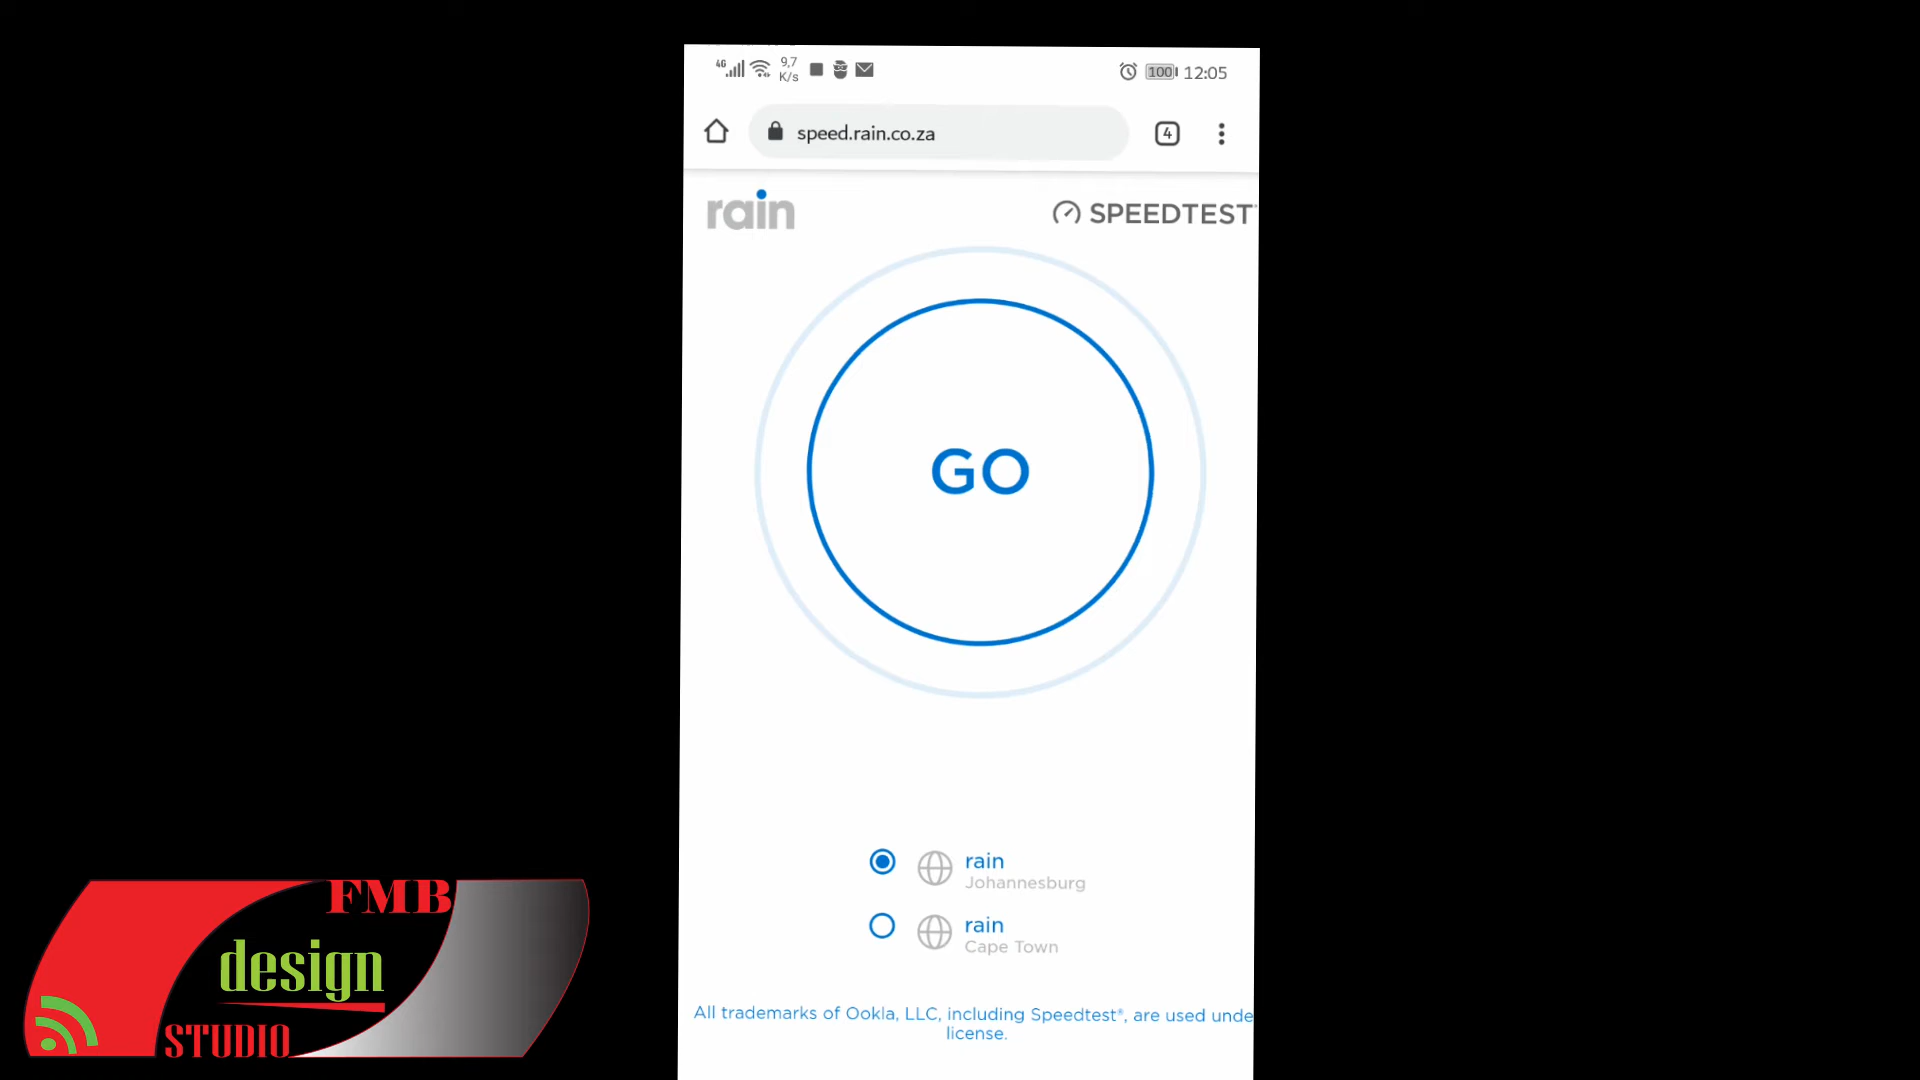 4G
9,7
K/s
100
12:05
speed.rain.co.za
4
rain
SPEEDTEST
GO
rain
Johannesburg
rain
Cape Town
All trademarks of Ookla, LLC, including Speedtest®, are used unde
license.
FMB
design
STUDIO